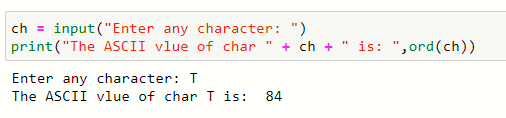 ch = input("Enter any character: ")
print("The ASCII vlue of char " + ch + " is: ",ord(ch))
Enter any character: T
The ASCII vlue of char T is:  84